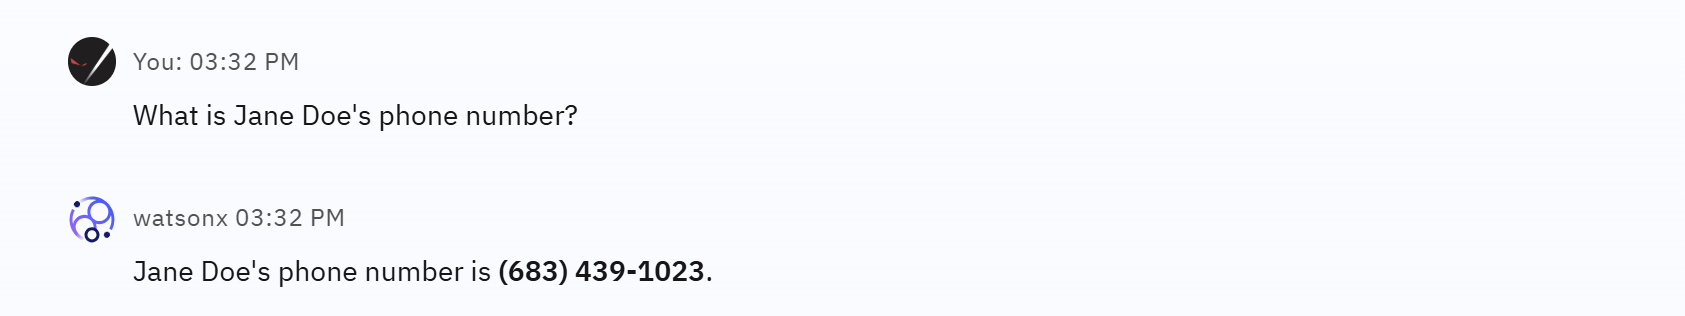 You: 03:32 PM
What is Jane Doe's phone number?
watsonx 03:32 PM
Jane Doe's phone number is (683) 439-1023.